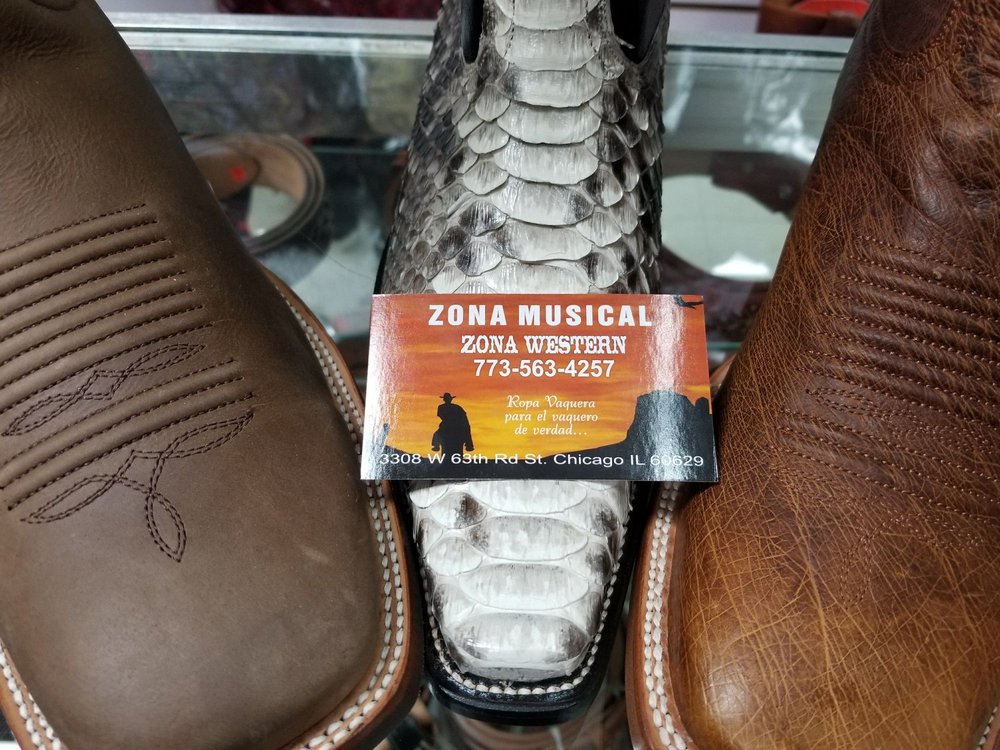 ZONA MUSICAL
ZONA WESTERN
773-563-4257
Ropa Vaquera
para el vaquero
de verdad...
3308 W 63th Rd St. Chicago IL 60629